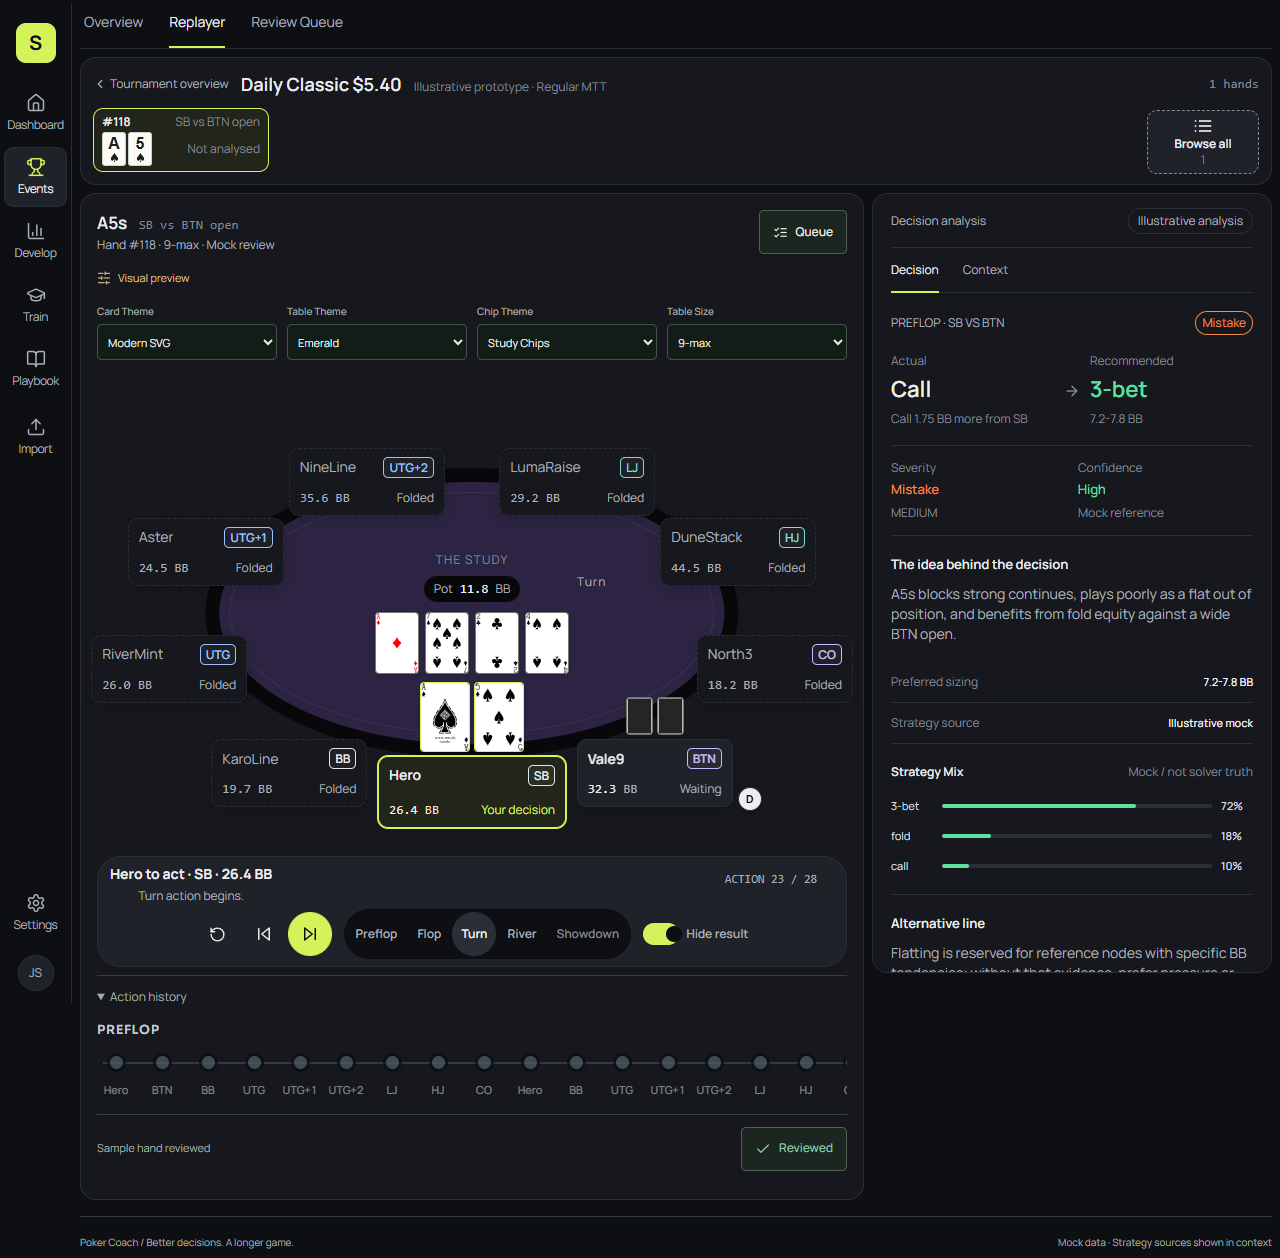 S
Overview
Replayer
Review Queue
Dashboard
Events
Develop
Train
Playbook
Import
Settings
JS
Tournament overview
Daily Classic $5.40
Illustrative prototype · Regular MTT
1 hands
#118
SB vs BTN open
A
5
Not analysed
Browse all
1
A5s
SB vs BTN open
Hand #118 · 9-max · Mock review
Queue
Visual preview
Card Theme
Table Theme
Chip Theme
Table Size
Modern SVG
Emerald
Study Chips
9-max
NineLine
UTG+2
35.6 BB
Folded
LumaRaise
LJ
29.2 BB
Folded
Aster
UTG+1
24.5 BB
Folded
DuneStack
HJ
44.5 BB
Folded
THE STUDY
Pot 11.8 BB
Turn
RiverMint
UTG
26.0 BB
Folded
North3
CO
18.2 BB
Folded
KaroLine
BB
19.7 BB
Folded
Hero
SB
26.4 BB
Your decision
Vale9
BTN
32.3 BB
Waiting
D
Hero to act · SB · 26.4 BB
Turn action begins.
ACTION 23 / 28
Preflop
Flop
Turn
River
Showdown
Hide result
Action history
PREFLOP
Hero
BTN
BB
UTG
UTG+1
UTG+2
LJ
HJ
CO
Hero
BB
UTG
UTG+1
UTG+2
LJ
HJ
Sample hand reviewed
Reviewed
Decision analysis
Illustrative analysis
Decision
Context
PREFLOP · SB VS BTN
Mistake
Actual
Recommended
Call
3-bet
Call 1.75 BB more from SB
7.2-7.8 BB
Severity
Confidence
Mistake
High
MEDIUM
Mock reference
The idea behind the decision
A5s blocks strong continues, plays poorly as a flat out of
position, and benefits from fold equity against a wide
BTN open.
Preferred sizing
7.2-7.8 BB
Strategy source
Illustrative mock
Strategy Mix
Mock / not solver truth
3-bet
72%
fold
18%
call
10%
Alternative line
Flatting is reserved for reference nodes with specific BB
tendencies; without that evidence, prefer pressure or
Poker Coach / Better decisions. A longer game.
Mock data · Strategy sources shown in context